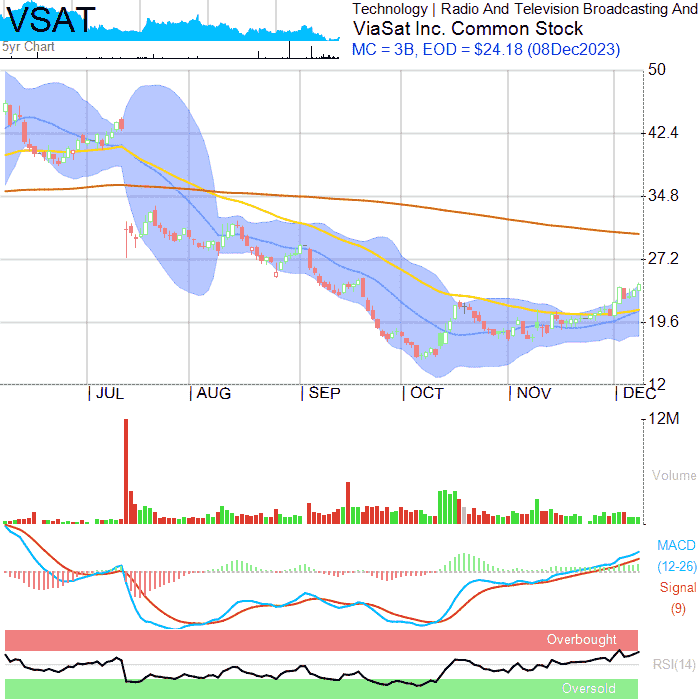 VSAT
5yr Chart
Technology | Radio And Television Broadcasting And
ViaSat Inc. Common Stock
MC = 3B, EOD = $24.18 (08Dec2023)
50
42.4
34.8
27.2
19.6
12
JUL AUG SEP OCT NOV DEC
12M
Volume
MACD
(12-26)
Signal
(9)
Overbought
RSI(14)
Oversold